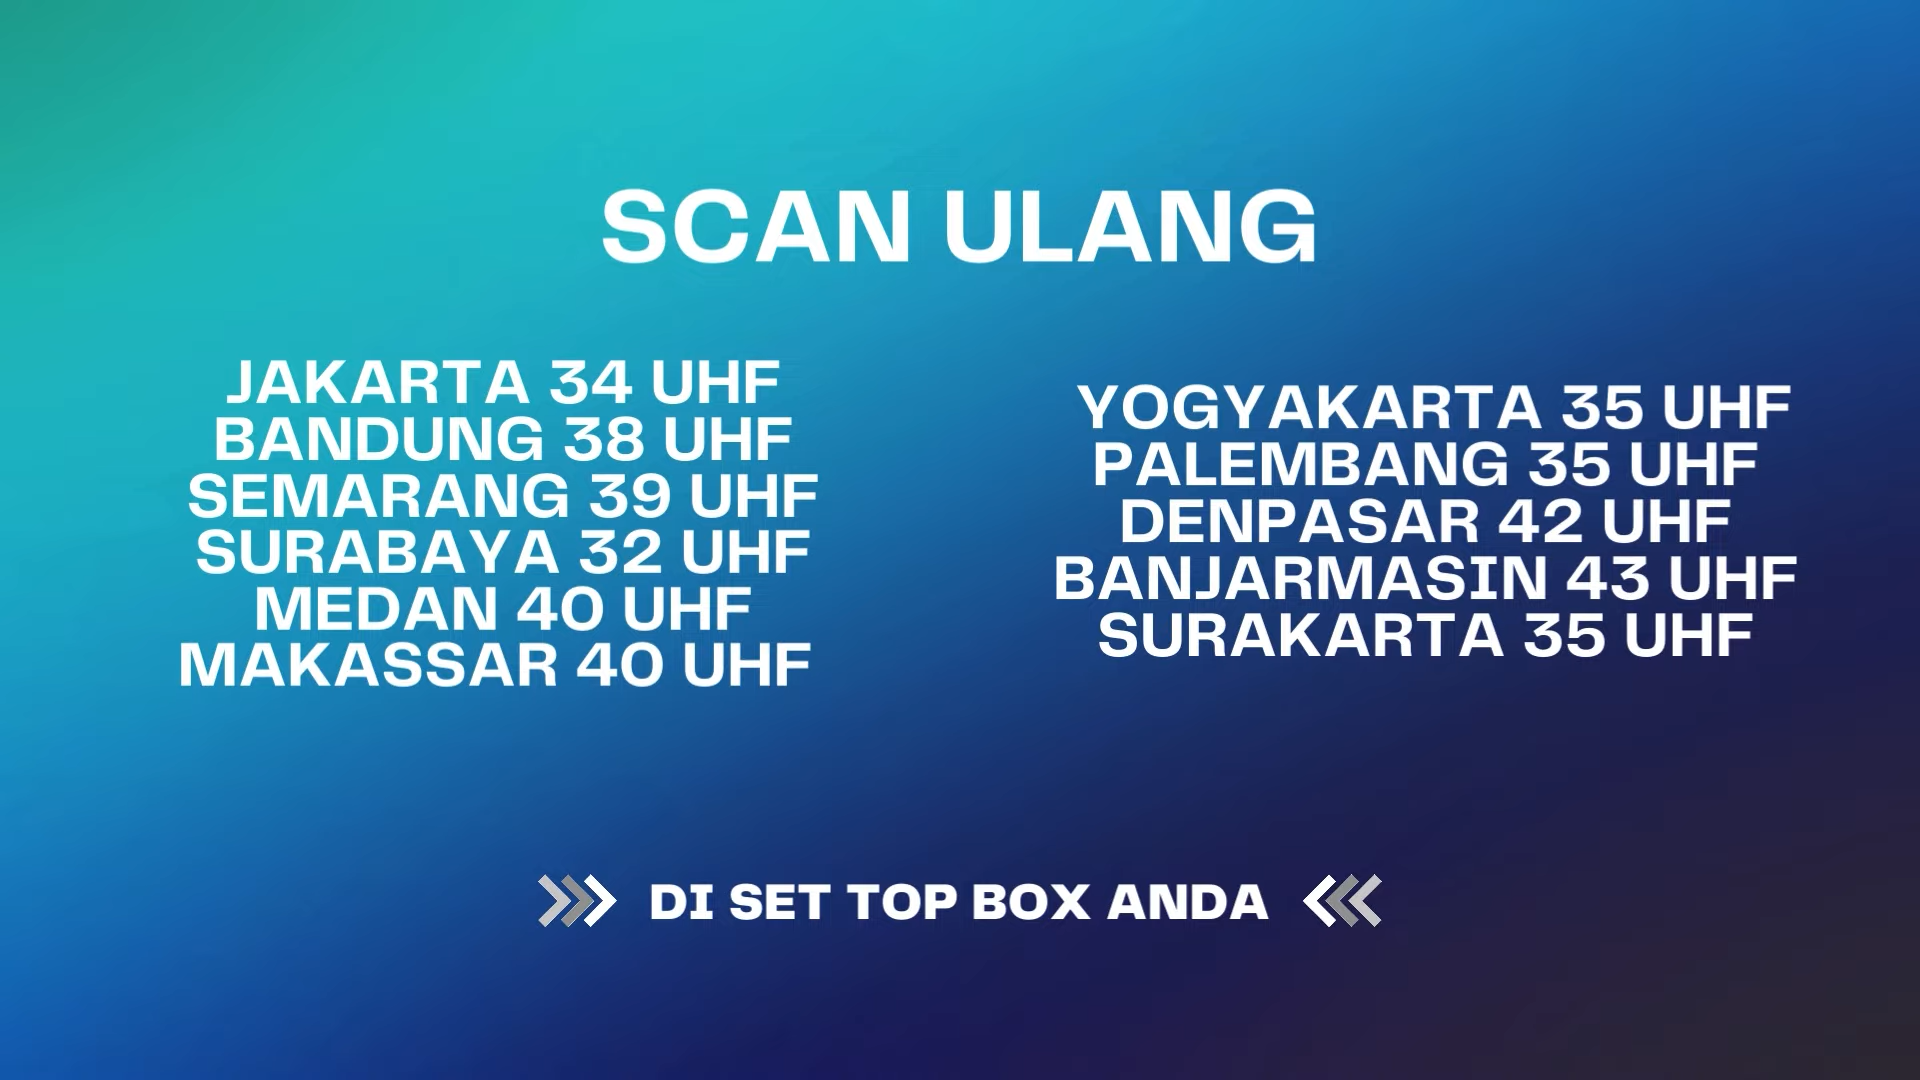 SCAN ULANG
JAKARTA 34 UHF
BANDUNG 38 UHF
SEMARANG 39 UHF
SURABAYA 32 UHF
MEDAN 40 UHF
MAKASSAR 40 UHF
YOGYAKARTA 35 UHF
PALEMBANG 35 UHF
DENPASAR 42 UHF
BANJARMASIN 43 UHF
SURAKARTA 35 UHF
DI SET TOP BOX ANDA